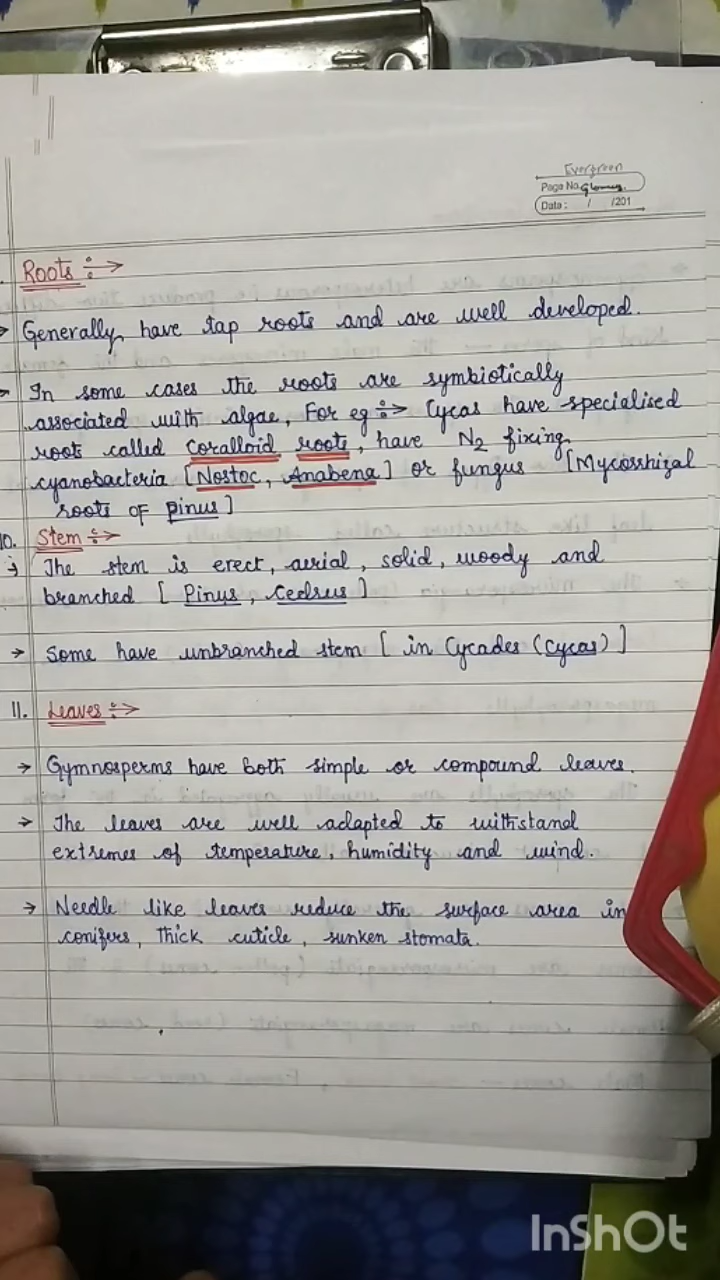 Evergreen
Page No.
Date: / /201
Roots ÷→
→ Generally have tap roots and are well developed.
→ In some cases the roots are symbiotically
associated with algae, For eg ÷> Cycas have specialised
root called Coralloid roots, have N2 fixing
cyanobacteria [Nostoc, Anabena] or fungus [Mycorrhizal
roots of pinus]
10. Stem ÷→
→ The stem is erect, aerial, solid, woody and
branched [Pinus, Cedrus]
→ Some have unbranched stem [in Cycades (Cycas)]
11. Leaves ÷→
→ Gymnosperms have both simple or compound leaves.
→ The leaves are well adapted to withstand
extremes of temperature, humidity and wind.
→ Needle like leaves reduce the surface area in
conifers, thick cuticle, sunken stomata.
InShOt